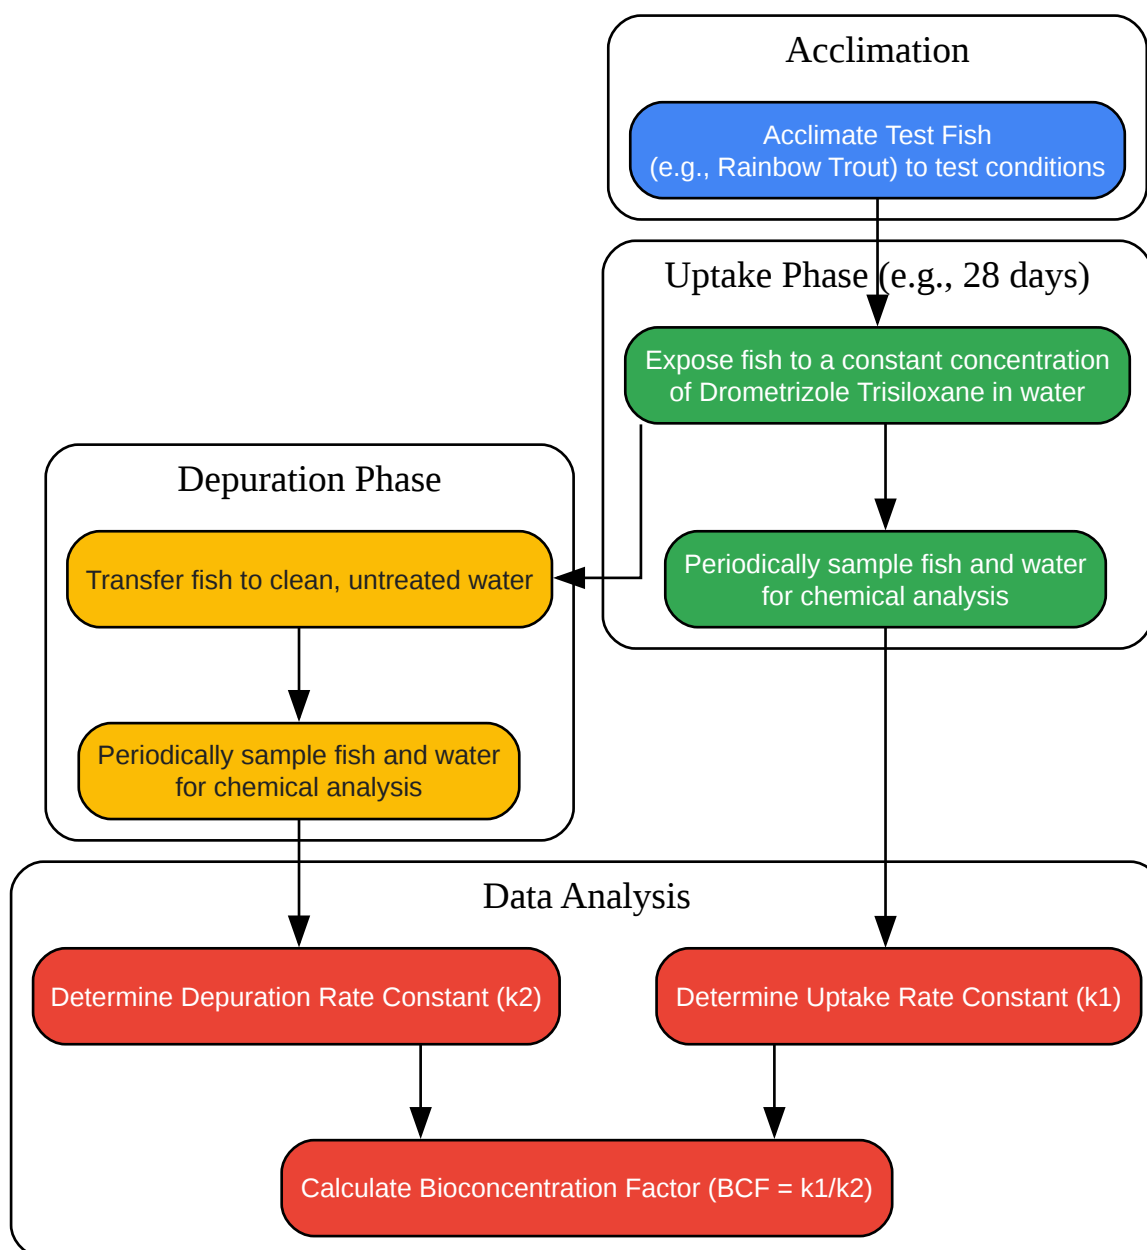 Acclimation
Acclimate Test Fish
(e.g., Rainbow Trout) to test conditions
Uptake Phase (e.g., 28 days)
Expose fish to a constant concentration
of Drometrizole Trisiloxane in water
Periodically sample fish and water
for chemical analysis
Depuration Phase
Transfer fish to clean, untreated water
Periodically sample fish and water
for chemical analysis
Data Analysis
Determine Depuration Rate Constant (k2)
Determine Uptake Rate Constant (k1)
Calculate Bioconcentration Factor (BCF = k1/k2)